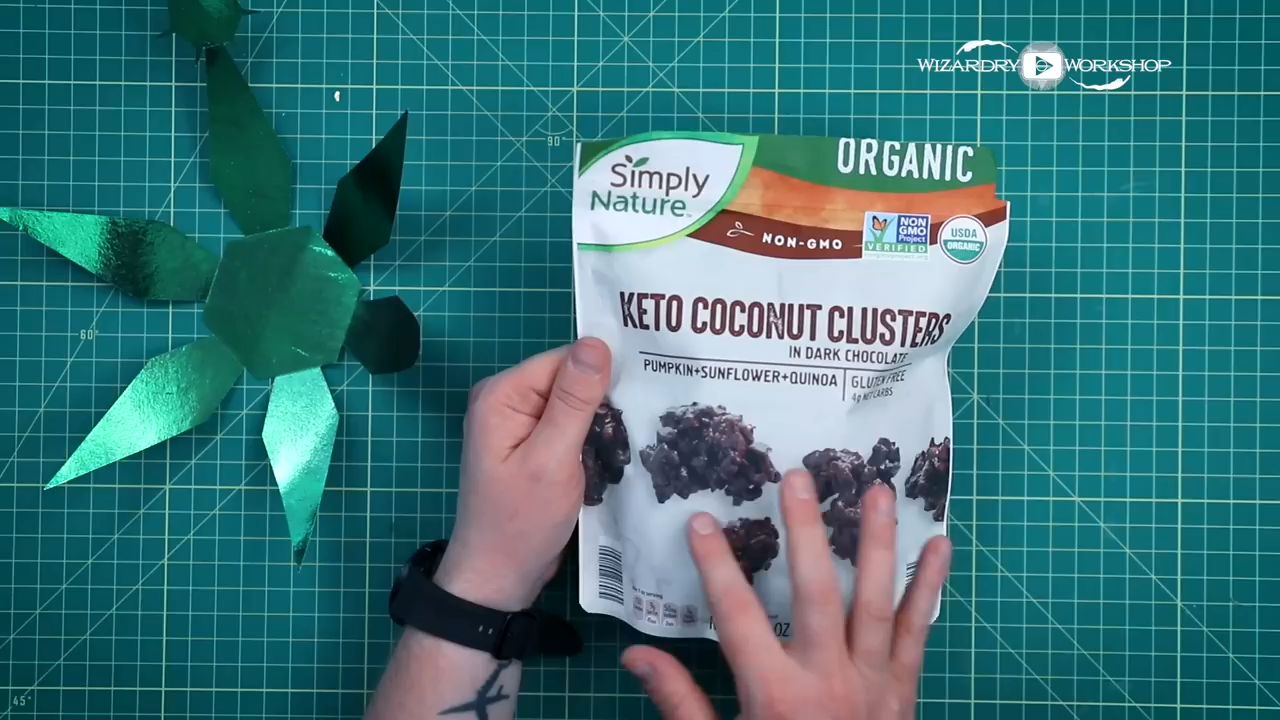 WIZARDRY WORKSHOP
90°
ORGANIC
Simply
Nature™
NON-GMO
NON
GMO
Project
VERIFIED
USDA
ORGANIC
KETO COCONUT CLUSTERS
IN DARK CHOCOLATE
PUMPKIN+SUNFLOWER+QUINOA
GLUTEN FREE
4g NET CARBS
60°
OZ
45°